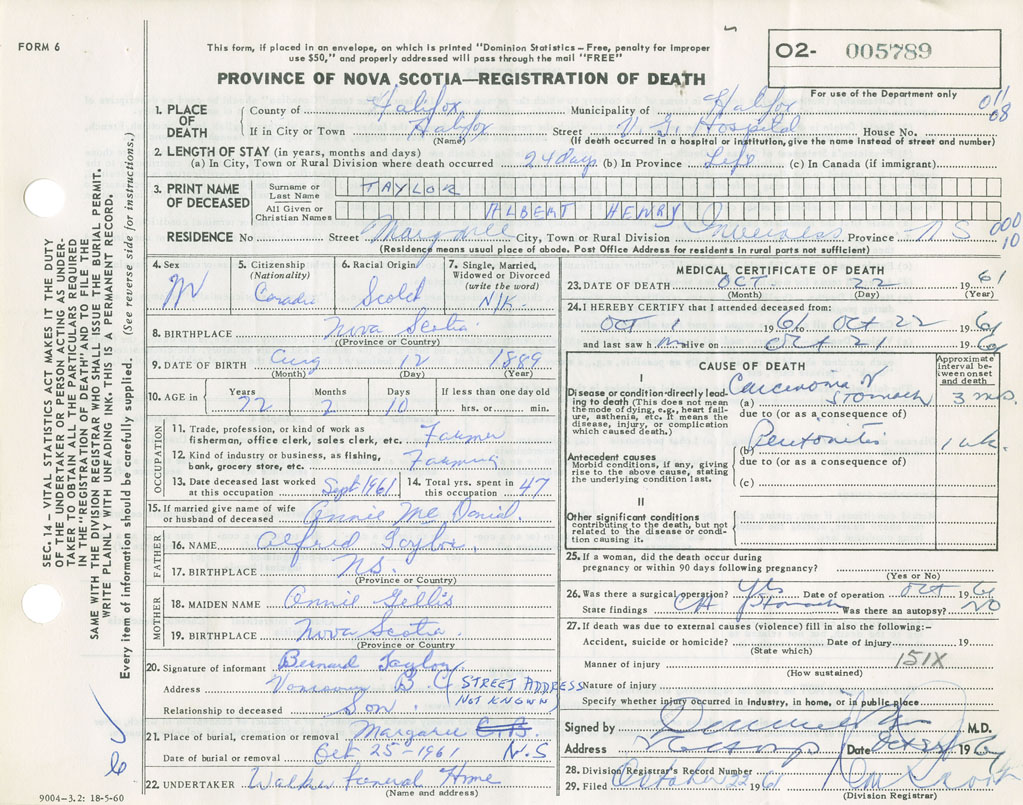 FORM 6
This form, if placed in an envelope, on which is printed "Dominion Statistics – Free, penalty for improper
use $50," and properly addressed will pass through the mail "FREE"
O2- 005789
PROVINCE OF NOVA SCOTIA—REGISTRATION OF DEATH
For use of the Department only
011
08
1. PLACE OF DEATH
County of Halifax Municipality of Halifax
If in City or Town Halifax Street V. G. Hospital House No.
(Name) (If death occurred in a hospital or institution, give the name instead of street and number)
2. LENGTH OF STAY (in years, months and days)
(a) In City, Town or Rural Division where death occurred 24 days (b) In Province Life (c) In Canada (if immigrant)
3. PRINT NAME OF DECEASED
Surname or Last Name TAYLOR
All Given or Christian Names ALBERT HENRY
RESIDENCE No Street Margaree City, Town or Rural Division Inverness Province N S
000
10
(Residence means usual place of abode. Post Office Address for residents in rural parts not sufficient)
4. Sex M
5. Citizenship (Nationality)
6. Racial Origin Scotch
7. Single, Married, Widowed or Divorced (write the word) N/K.
8. BIRTHPLACE Nova Scotia
(Province or Country)
9. DATE OF BIRTH Aug 12 1889
(Month) (Day) (Year)
10. AGE in Years Months Days If less than one day old
72 2 10 hrs. or min.
OCCUPATION
11. Trade, profession, or kind of work as
fisherman, office clerk, sales clerk, etc. Farmer
12. Kind of industry or business, as fishing,
bank, grocery store, etc. Farming
13. Date deceased last worked at this occupation Sept 1961
14. Total yrs. spent in this occupation 47
15. If married give name of wife
or husband of deceased Annie
FATHER
16. NAME Alfred Taylor
17. BIRTHPLACE N.S.
(Province or Country)
MOTHER
18. MAIDEN NAME Annie Gillis
19. BIRTHPLACE Nova Scotia
(Province or Country
20. Signature of informant Bernard Taylor
Address B. C (STREET ADDRESS
NOT KNOWN)
Relationship to deceased Son.
21. Place of burial, cremation or removal Margaree C.B.
Date of burial or removal Oct 25th 1961 N.S
22. UNDERTAKER Walker Funeral Home
(Name and address)
MEDICAL CERTIFICATE OF DEATH
23. DATE OF DEATH OCT. 22 1961
(Month) (Day) (Year)
24. I HEREBY CERTIFY that I attended deceased from:
Oct 1 1961 to Oct 22 1961
and last saw him alive on Oct 21 1961
CAUSE OF DEATH
Approximate interval between onset and death
I
Disease or condition directly leading to death (This does not mean the mode of dying, e.g., heart failure, asthenia, etc. It means the disease, injury, or complication which caused death.)
(a) Carcinoma of Stomach 3 mos.
due to (or as a consequence of)
(b) Peritonitis 1 wk.
Antecedent causes
Morbid conditions, if any, giving rise to the above cause, stating the underlying condition last.
due to (or as a consequence of)
(c)
II
Other significant conditions
contributing to the death, but not related to the disease or condition causing it.
25. If a woman, did the death occur during
pregnancy or within 90 days following pregnancy?
(Yes or No)
26. Was there a surgical operation? Yes Date of operation Oct 1961
State findings CA Stomach Was there an autopsy? NO
27. If death was due to external causes (violence) fill in also the following:–
Accident, suicide or homicide? Date of injury 19
(State which)
Manner of injury 151X
(How sustained)
Nature of injury
Specify whether injury occurred in industry, in home, or in public place
Signed by M.D.
Address Date
28. Division Registrar's Record Number
29. Filed October 22 1961
(Division Registrar)
SEC. 14 – VITAL STATISTICS ACT MAKES IT THE DUTY
OF THE UNDERTAKER OR PERSON ACTING AS UNDER-
TAKER TO OBTAIN ALL THE PARTICULARS REQUIRED
IN THE "REGISTRATION OF DEATH" AND TO FILE THE
SAME WITH THE DIVISION REGISTRAR WHO SHALL ISSUE THE BURIAL PERMIT.
WRITE PLAINLY WITH UNFADING INK. THIS IS A PERMANENT RECORD.
Every item of information should be carefully supplied. (See reverse side for instructions.)
9004–3.2: 18-5-60